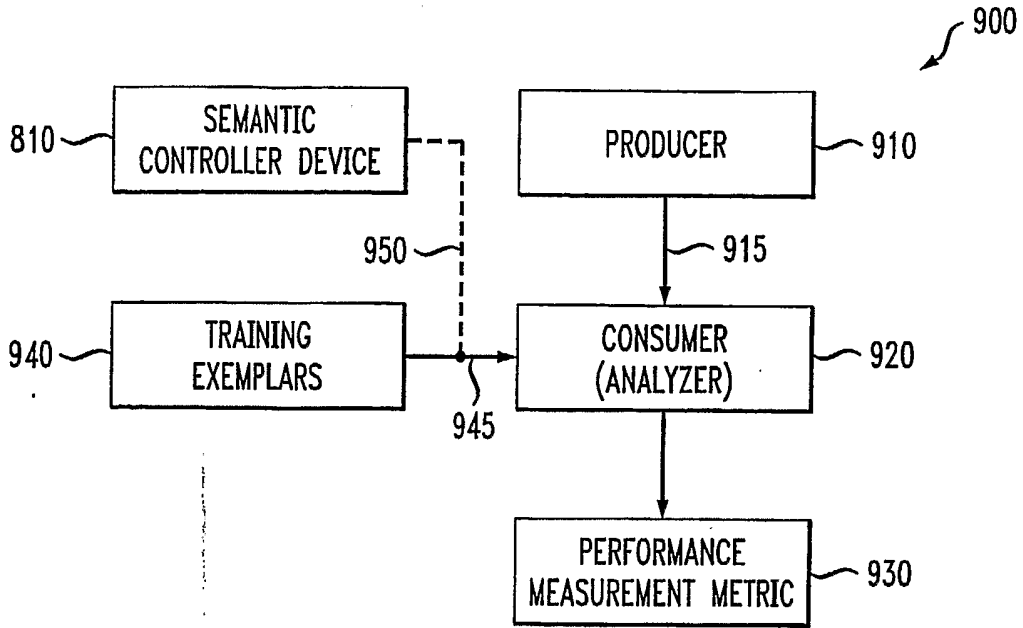 900
810
SEMANTIC
CONTROLLER DEVICE
PRODUCER
910
950
915
940
TRAINING
EXEMPLARS
945
CONSUMER
(ANALYZER)
920
PERFORMANCE
MEASUREMENT METRIC
930